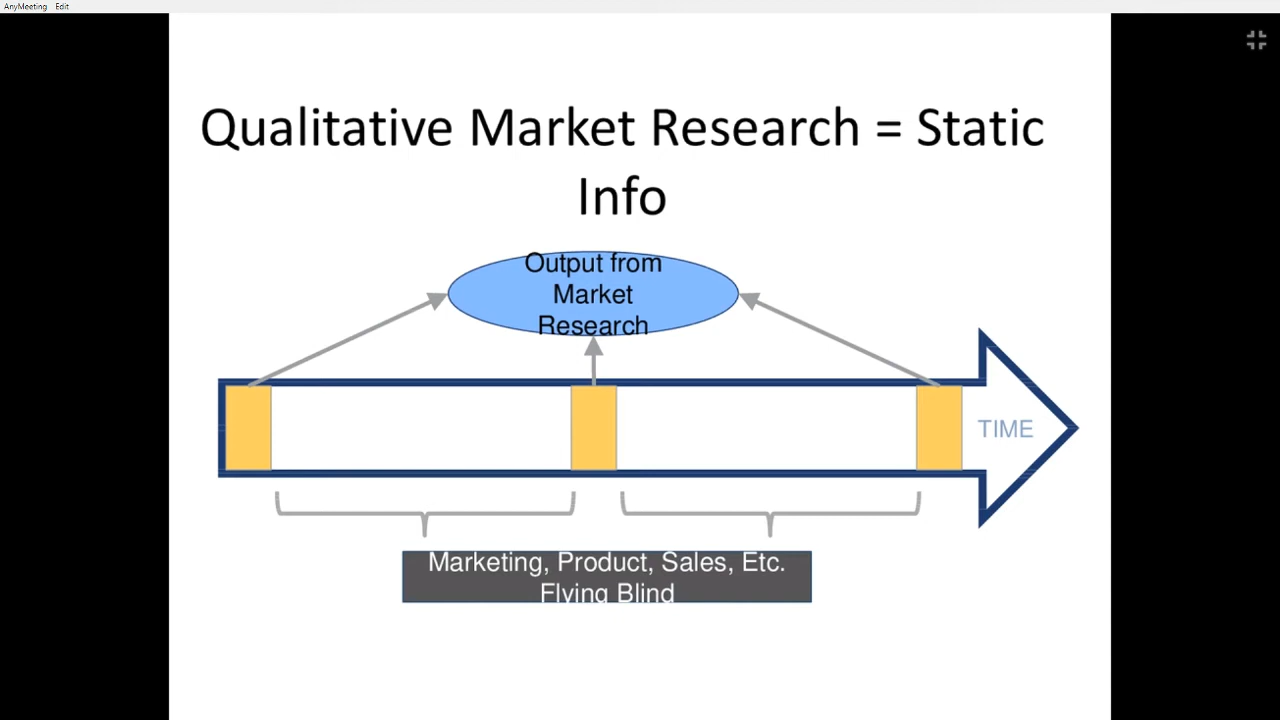 AnyMeeting Edit
Qualitative Market Research = Static
Info
Output from
Market
Research
TIME
Marketing, Product, Sales, Etc.
Flying Blind